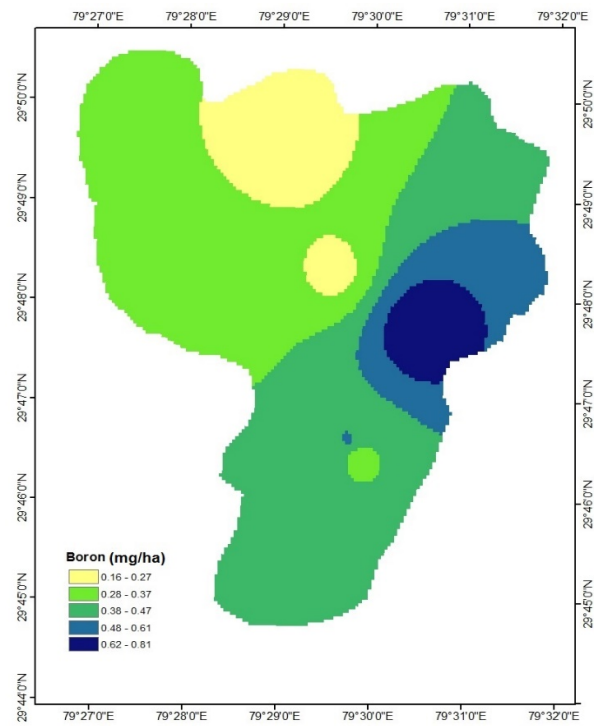 79°27'0"E 79°28'0"E 79°29'0"E 79°30'0"E 79°31'0"E 79°32'0"E
29°50'0"N 29°50'0"N
29°49'0"N 29°49'0"N
29°48'0"N 29°48'0"N
29°47'0"N 29°47'0"N
29°46'0"N 29°46'0"N
29°45'0"N 29°45'0"N
29°44'0"N
Boron (mg/ha)
0.16 - 0.27
0.28 - 0.37
0.38 - 0.47
0.48 - 0.61
0.62 - 0.81
79°27'0"E 79°28'0"E 79°29'0"E 79°30'0"E 79°31'0"E 79°32'0"E